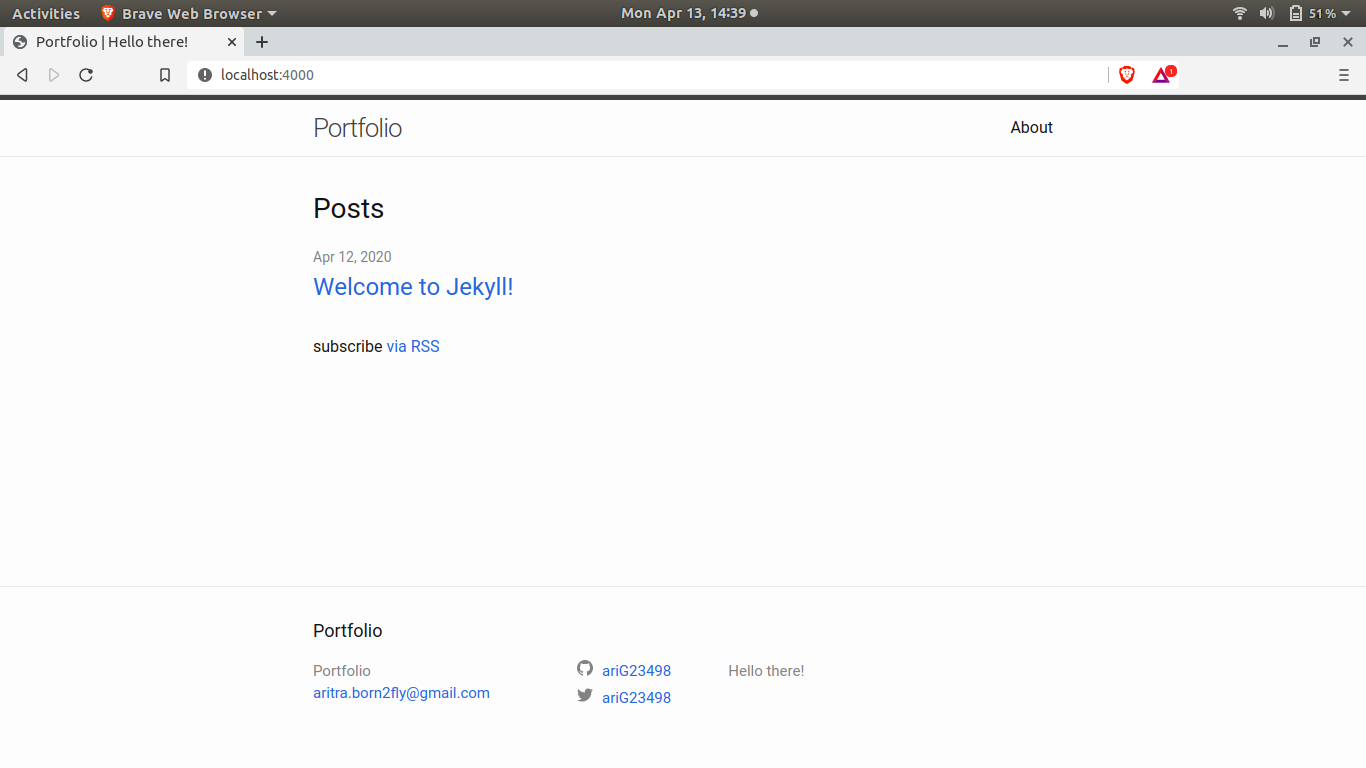 Activities Brave Web Browser Mon Apr 13, 14:39 51%
Portfolio | Hello there!
localhost:4000 1
Portfolio About
Posts
Apr 12, 2020
Welcome to Jekyll!
subscribe via RSS
Portfolio
Portfolio ariG23498 Hello there!
aritra.born2fly@gmail.com ariG23498